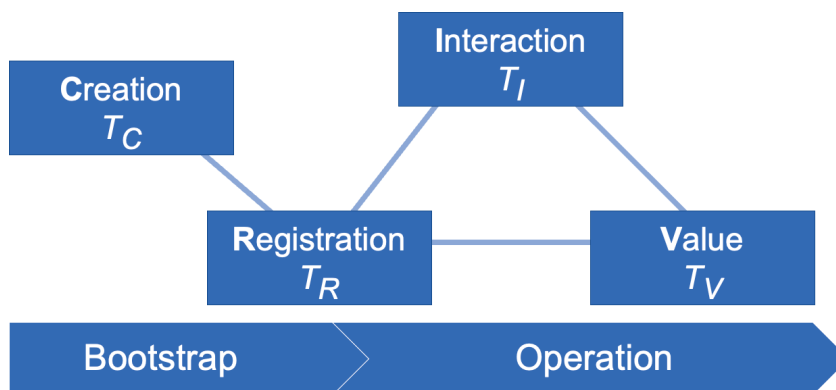 Creation
T_C
Interaction
T_I
Registration
T_R
Value
T_V
Bootstrap
Operation